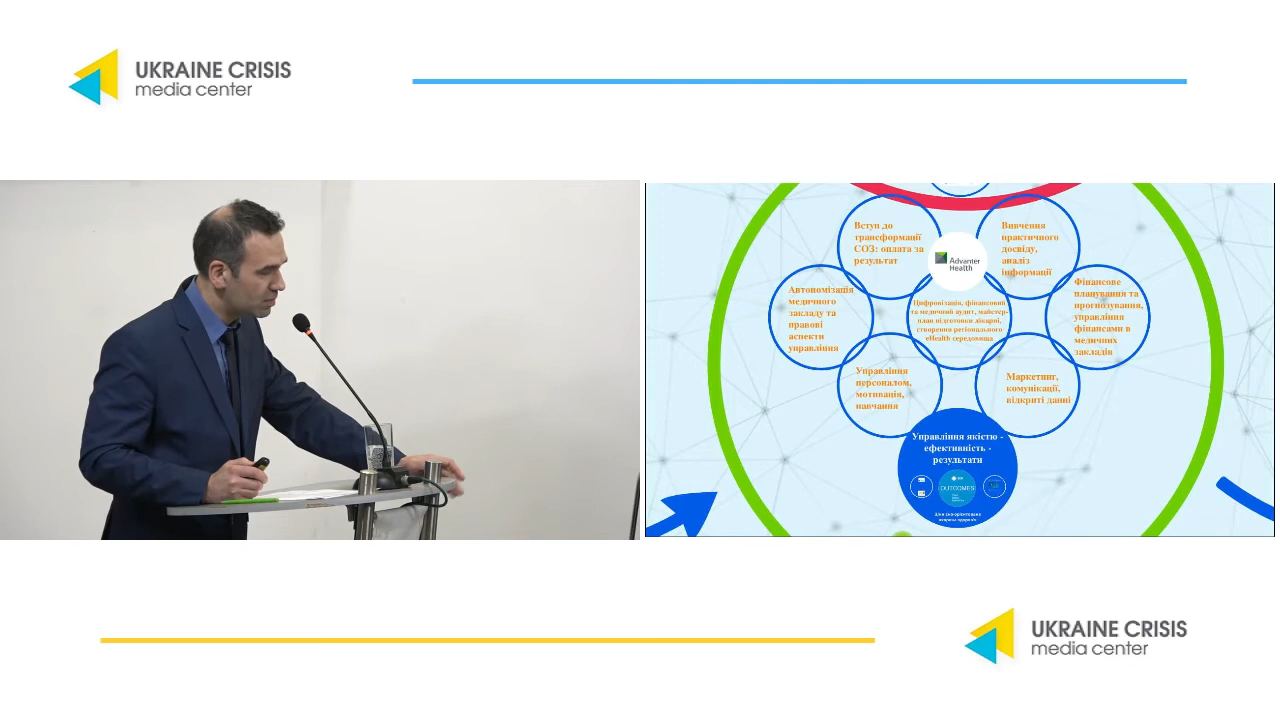 UKRAINE CRISIS
media center
Вступ до
трансформації
СОЗ: оплата за
результат
Вивчення
практичного
досвіду,
аналіз
інформації
Advanter
Health
Автономізація
медичного
закладу та
правові
аспекти
управління
Цифровізація, фінансовий
та медичний аудит, майстер-
план підготовки лікарні,
створення регіонального
eHealth середовища
Фінансове
планування та
прогнозування,
управління
фінансами в
медичних
закладів
Управління
персоналом,
мотивація,
навчання
Маркетинг,
комунікації,
відкриті данні
Управління якістю -
ефективність -
результати
OUTCOMES
UKRAINE CRISIS
media center